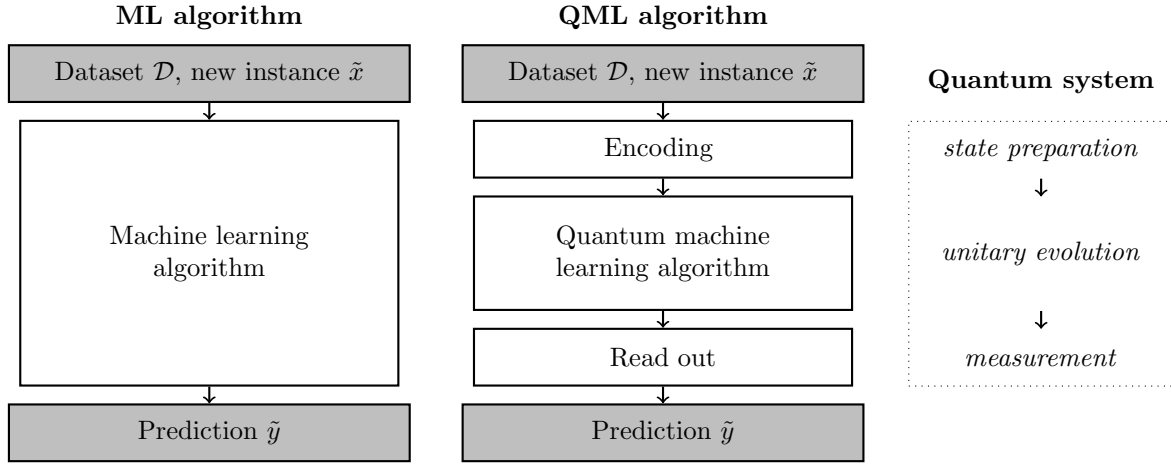 ML algorithm
Dataset 𝒟, new instance x̃
Machine learning
algorithm
Prediction ỹ
QML algorithm
Dataset 𝒟, new instance x̃
Encoding
Quantum machine
learning algorithm
Read out
Prediction ỹ
Quantum system
state preparation
unitary evolution
measurement